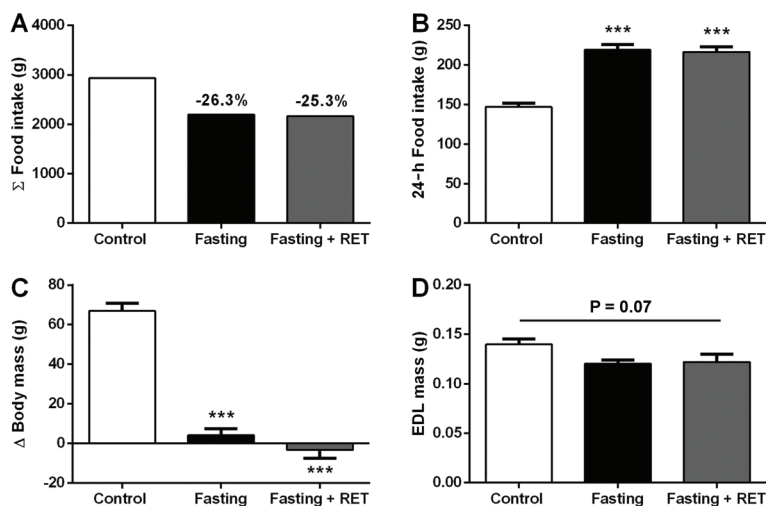 A
Σ Food intake (g)
4000
3000
2000
1000
0
-26.3%
-25.3%
Control
Fasting
Fasting + RET
B
24-h Food intake (g)
250
200
150
100
50
0
***
***
Control
Fasting
Fasting + RET
C
Δ Body mass (g)
80
60
40
20
0
-20
***
***
Control
Fasting
Fasting + RET
D
EDL mass (g)
0.20
0.15
0.10
0.05
0.00
P = 0.07
Control
Fasting
Fasting + RET